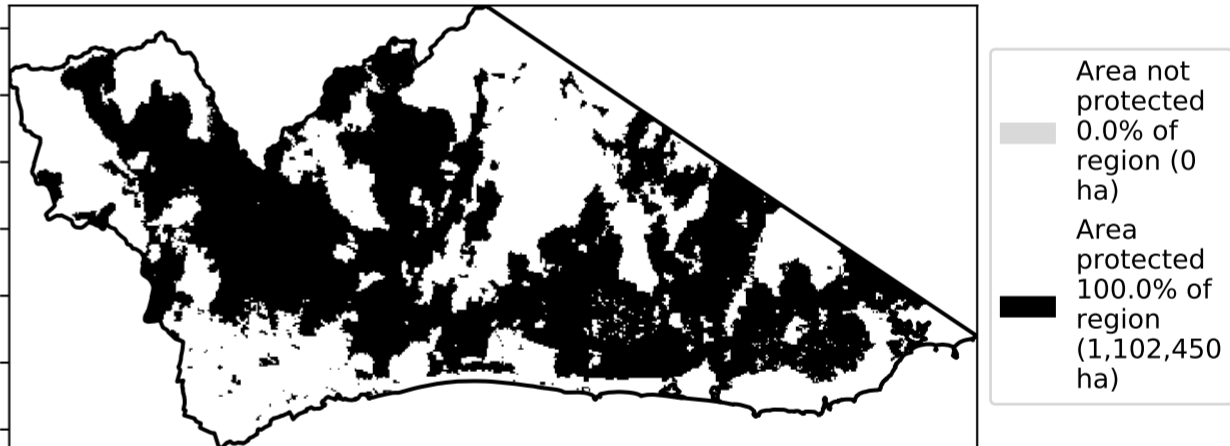 Area not
protected
0.0% of
region (0
ha)
Area
protected
100.0% of
region
(1,102,450
ha)